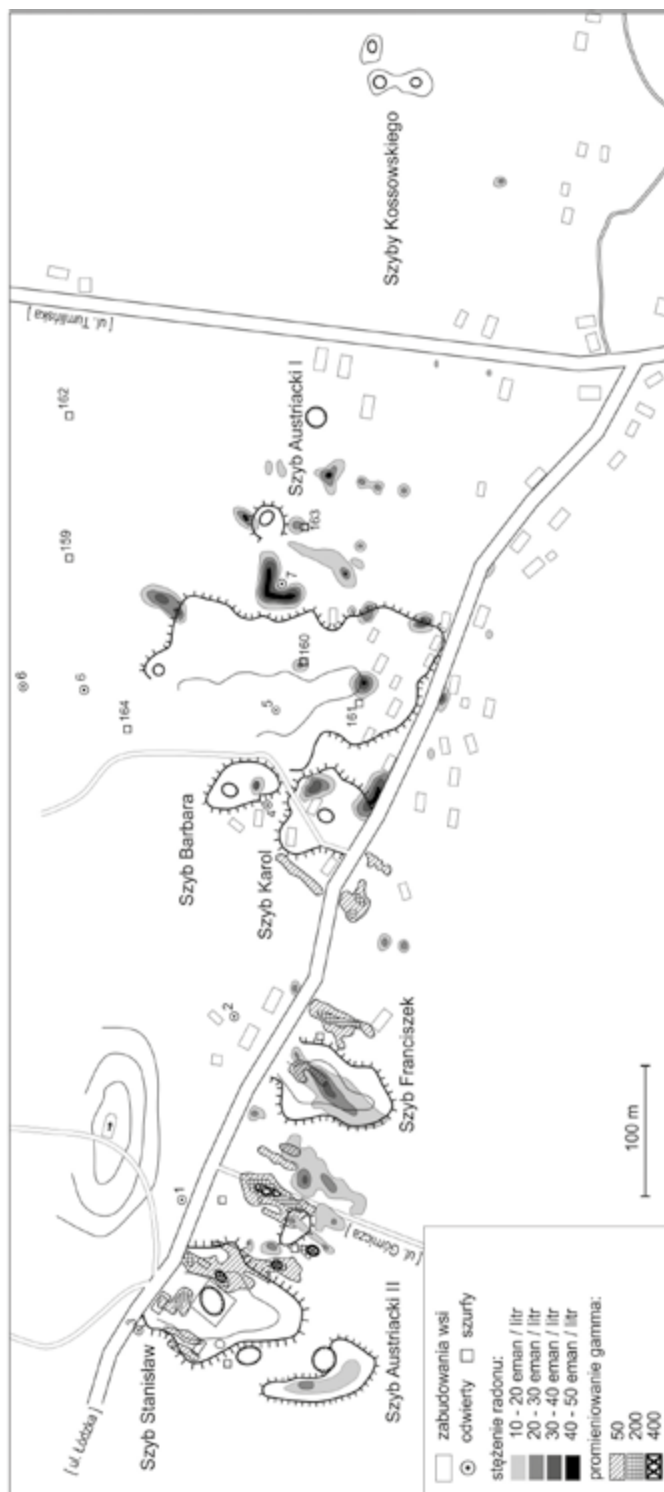 Szyby Kossowskiego
[ ul. Tumlińska ]
162
Szyb Austriacki I
159
163
7
160
6
6
164
5
161
Szyb Barbara
4
Szyb Karol
2
Szyb Franciszek
1
[ ul. Górnicza ]
Szyb Austriacki II
Szyb Stanisław
[ ul. Łódzka ]
100 m
zabudowania wsi
odwierty
szurfy
stężenie radonu:
10 - 20 eman / litr
20 - 30 eman / litr
30 - 40 eman / litr
40 - 50 eman / litr
promieniowanie gamma:
50
200
400